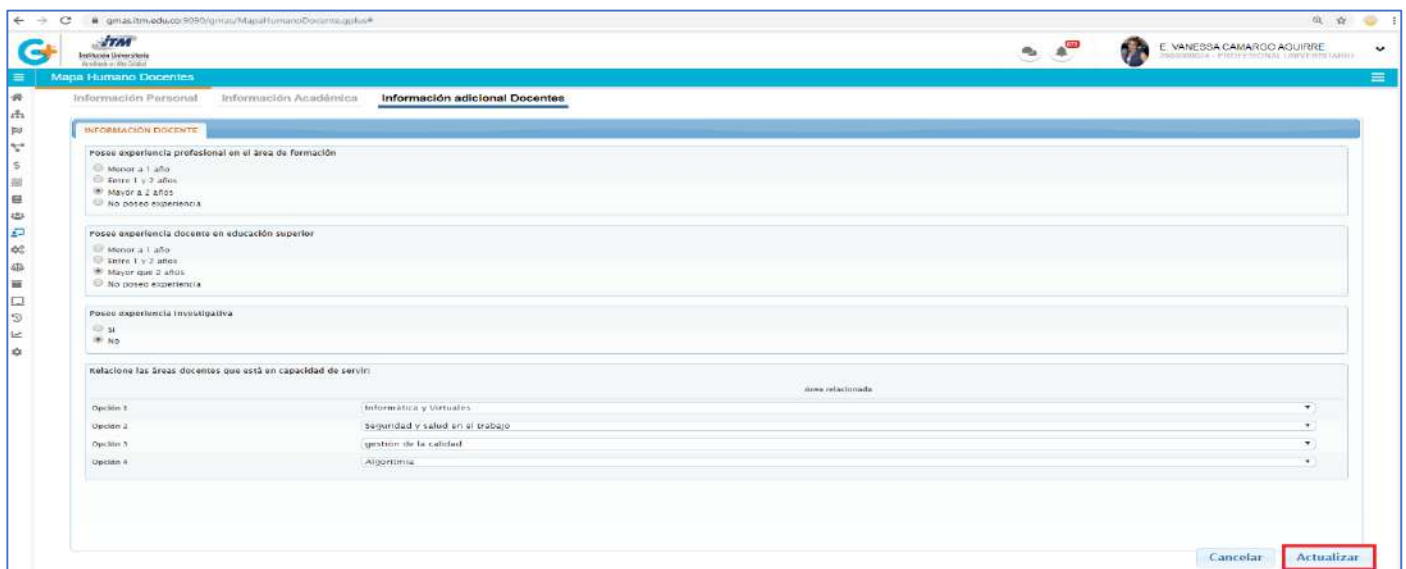 gmas.itm.edu.co:9090/gmas/MapaHumanoDocente.gplus#
G+
iTM
Institución Universitaria
E. VANESSA CAMARGO AGUIRRE
PROFESIONAL UNIVERSITARIO
Mapa Humano Docentes
Información Personal Información Académica Información adicional Docentes
INFORMACIÓN DOCENTE
Posee experiencia profesional en el área de formación
Menor a 1 año
Entre 1 y 2 años
Mayor a 2 años
No poseo experiencia
Posee experiencia docente en educación superior
Menor a 1 año
Entre 1 y 2 años
Mayor que 2 años
No poseo experiencia
Posee experiencia investigativa
Si
No
Relacione las áreas docentes que está en capacidad de servir:
Área relacionada
Opción 1 Informática y Virtuales
Opción 2 Seguridad y salud en el trabajo
Opción 3 gestión de la calidad
Opción 4 Algoritmia
Cancelar Actualizar